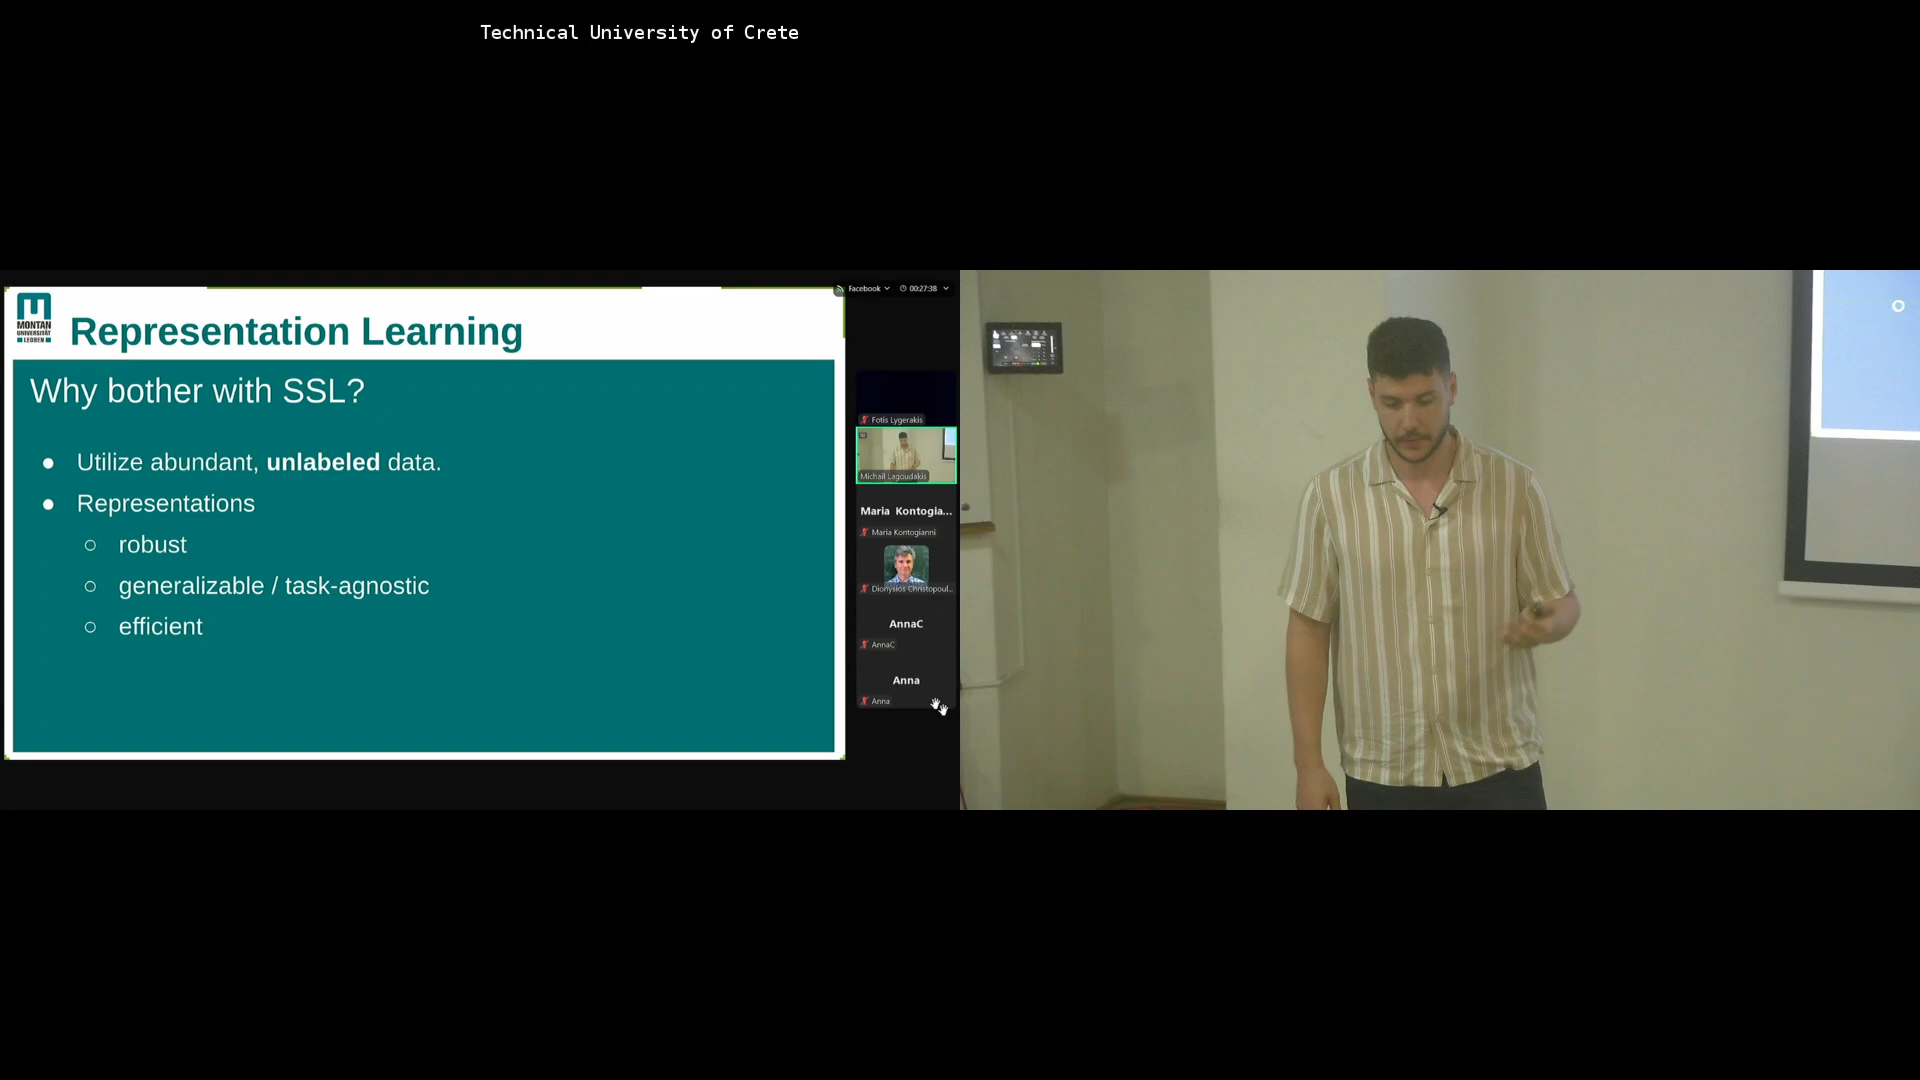 Technical University of Crete
Facebook
00:27:38
MONTAN
UNIVERSITÄT
LEOBEN
Representation Learning
Why bother with SSL?
● Utilize abundant, unlabeled data.
● Representations
○ robust
○ generalizable / task-agnostic
○ efficient
Fotis Lygerakis
Michail Lagoudakis
Maria Kontogia...
Maria Kontogianni
Dionysios Christopoul...
AnnaC
AnnaC
Anna
Anna